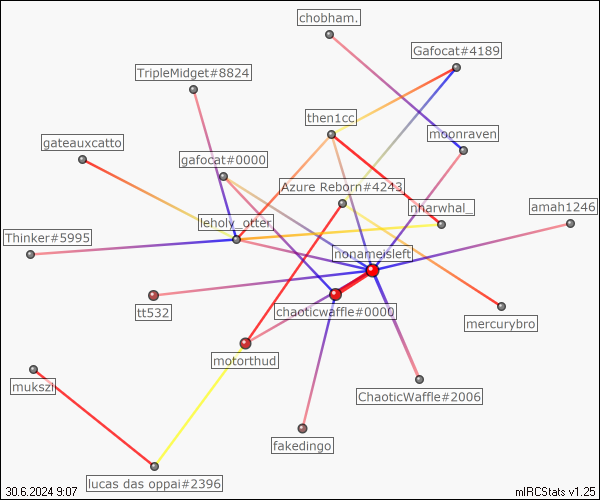 chobham.
Gafocat#4189
TripleMidget#8824
then1cc
moonraven
gateauxcatto
gafocat#0000
Azure Reborn#4243
nharwhal_
amah1246
leholy_otter
Thinker#5995
nonameisleft
tt532
chaoticwaffle#0000
mercurybro
motorthud
mukszi
ChaoticWaffle#2006
fakedingo
lucas das oppai#2396
30.6.2024 9:07
mIRCStats v1.25